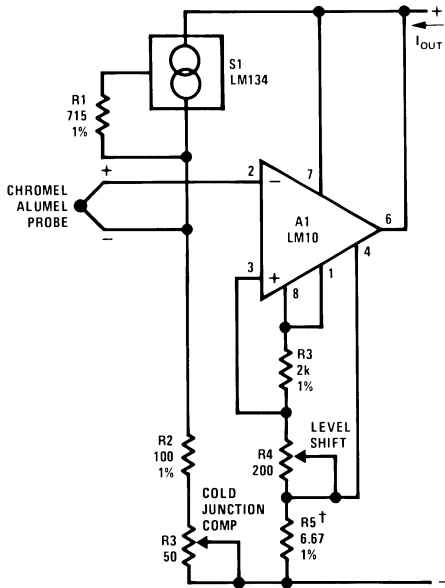 +
I OUT
S1
LM134
R1
715
1%
+
CHROMEL
ALUMEL
PROBE
−
2
−
7
A1
LM10
6
4
3
+
8
1
R3
2k
1%
LEVEL
SHIFT
R4
200
R2
100
1%
COLD
JUNCTION
COMP
R3
50
R5†
6.67
1%
−